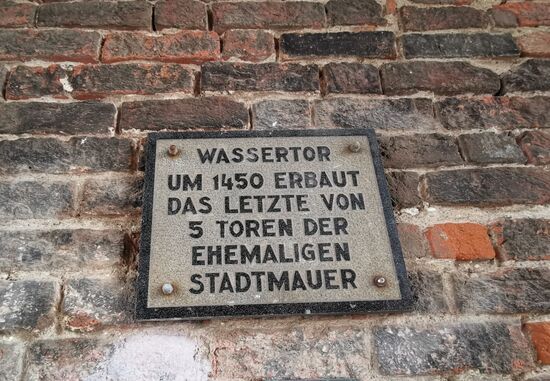 WASSERTOR
UM 1450 ERBAUT
DAS LETZTE VON
5 TOREN DER
EHEMALIGEN
STADTMAUER